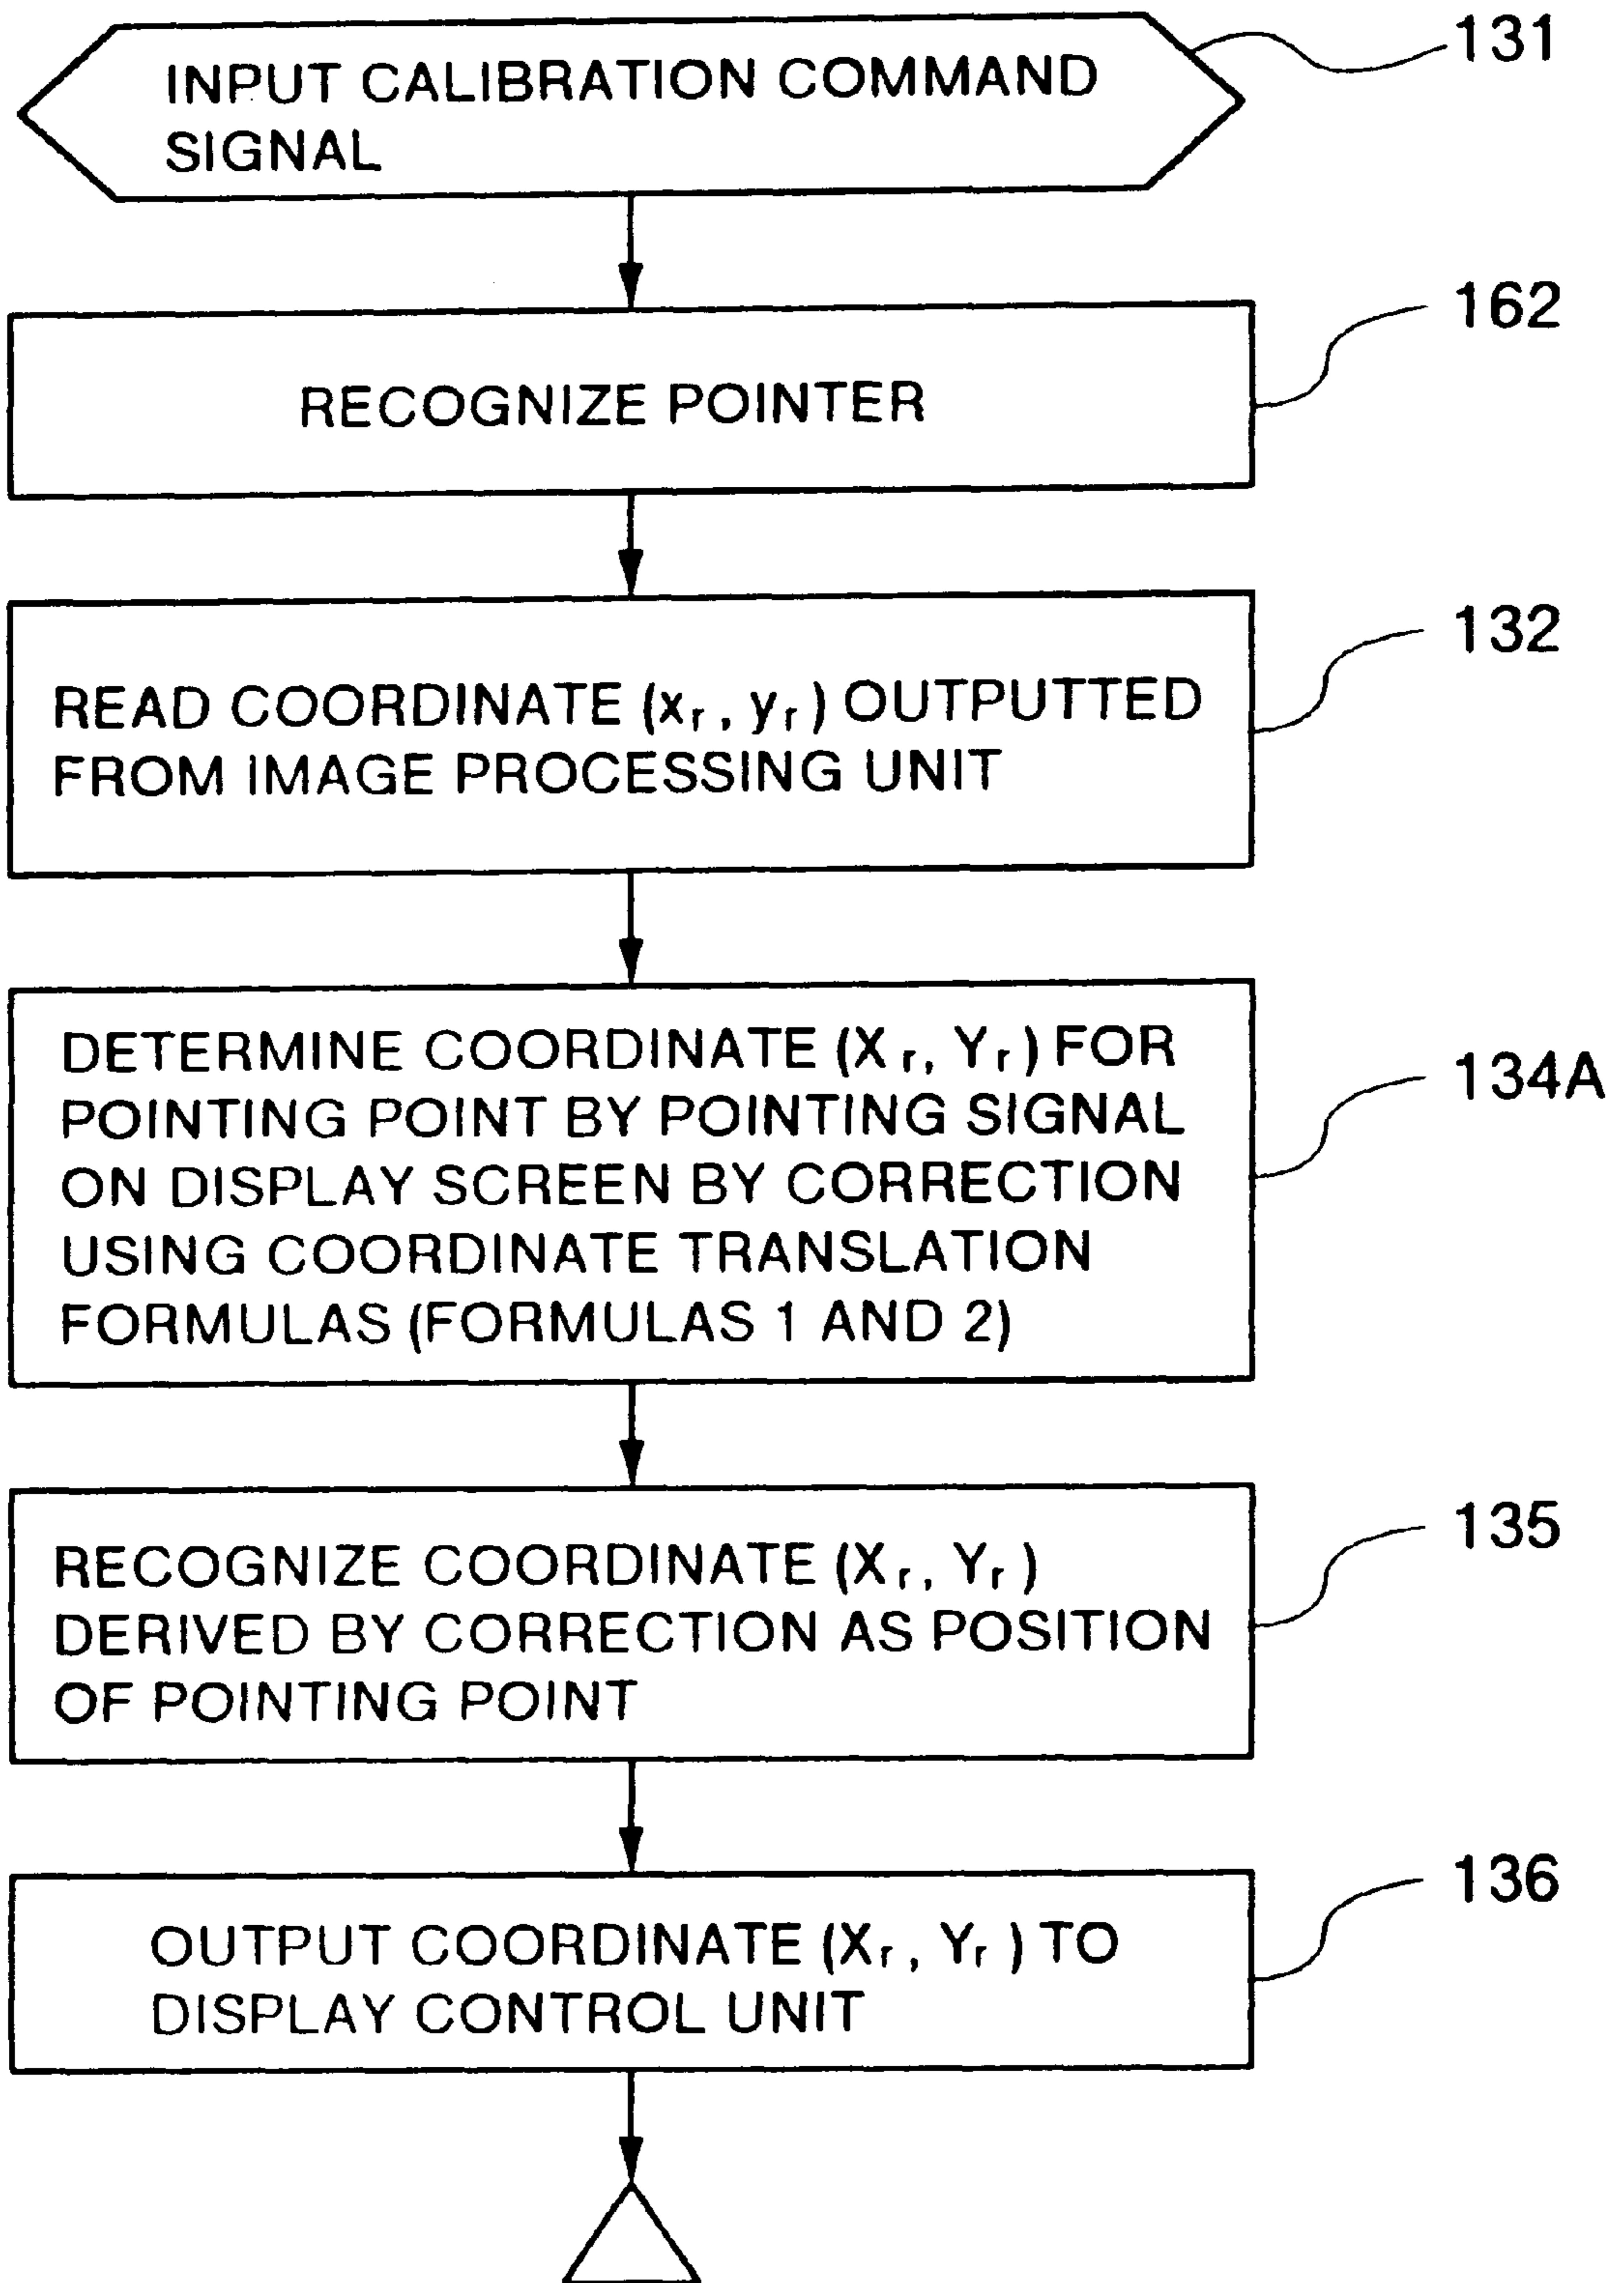 INPUT CALIBRATION COMMAND
SIGNAL
131
RECOGNIZE POINTER
162
READ COORDINATE (xr, yr) OUTPUTTED
FROM IMAGE PROCESSING UNIT
132
DETERMINE COORDINATE (Xr, Yr) FOR
POINTING POINT BY POINTING SIGNAL
ON DISPLAY SCREEN BY CORRECTION
USING COORDINATE TRANSLATION
FORMULAS (FORMULAS 1 AND 2)
134A
RECOGNIZE COORDINATE (Xr, Yr)
DERIVED BY CORRECTION AS POSITION
OF POINTING POINT
135
OUTPUT COORDINATE (Xr, Yr) TO
DISPLAY CONTROL UNIT
136